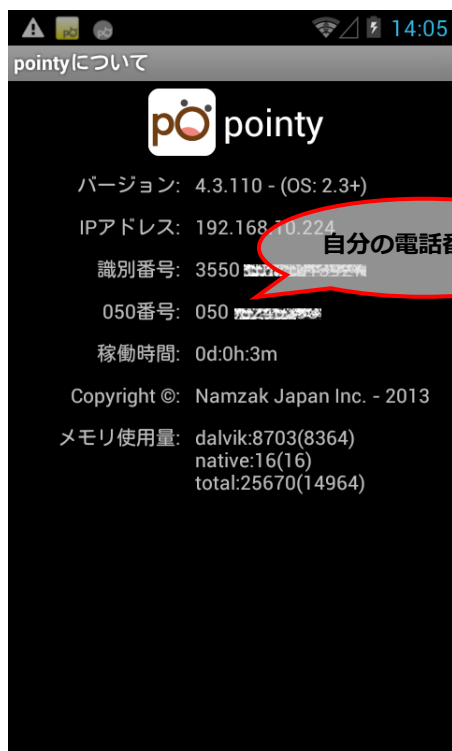 14:05
pointyについて
pointy
バージョン: 4.3.110 - (OS: 2.3+)
IPアドレス: 192.168.10.224
自分の電話番
識別番号: 3550
050番号: 050
稼働時間: 0d:0h:3m
Copyright ©: Namzak Japan Inc. - 2013
メモリ使用量: dalvik:8703(8364)
native:16(16)
total:25670(14964)